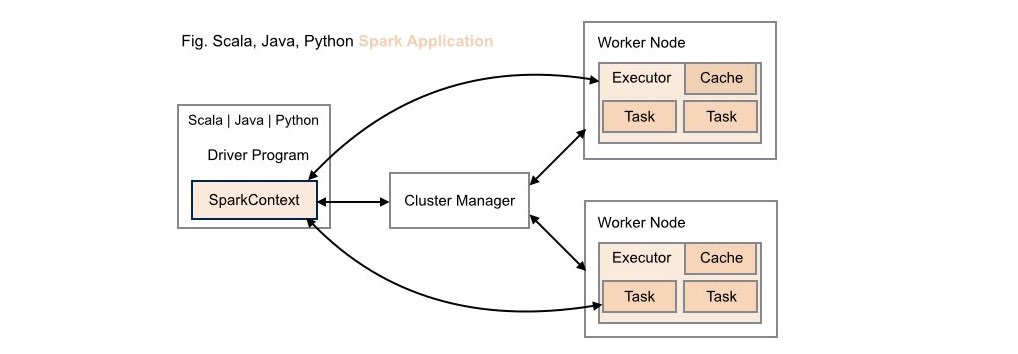 Fig. Scala, Java, Python Spark Application
Scala | Java | Python
Driver Program
SparkContext
Cluster Manager
Worker Node
Executor
Cache
Task
Task
Worker Node
Executor
Cache
Task
Task